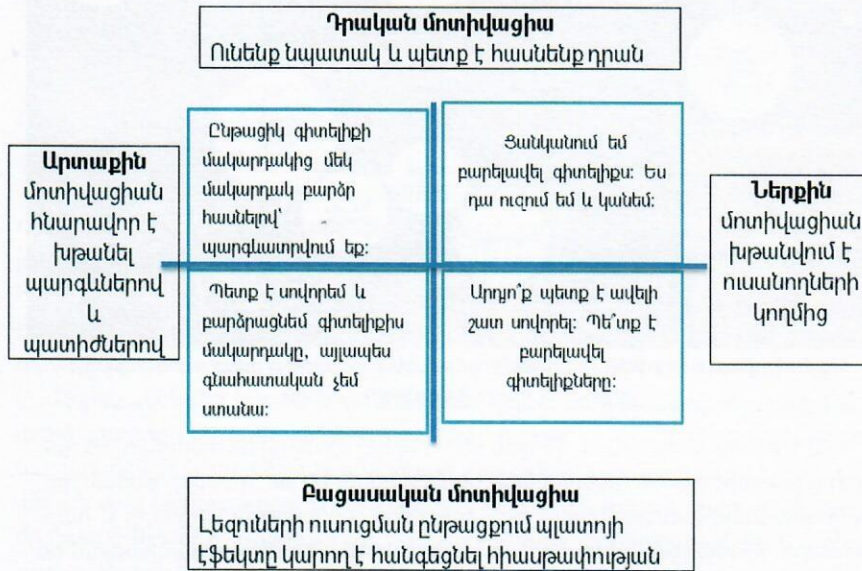 Դրական մոտիվացիա
Ունենք նպատակ և պետք է հասնենք դրան
Ընթացիկ գիտելիքի
մակարդակից մեկ
մակարդակ բարձր
հասնելով՝
պարգևատրվում եք:
Ցանկանում եմ
բարելավել գիտելիքս: Ես
դա ուզում եմ և կանեմ:
Արտաքին
մոտիվացիան
հնարավոր է
խթանել
պարգևներով
և
պատիժներով
Ներքին
մոտիվացիան
խթանվում է
ուսանողների
կողմից
Պետք է սովորեմ և
բարձրացնեմ գիտելիքիս
մակարդակը, այլապես
գնահատական չեմ
ստանա:
Արդյո՞ք պետք է ավելի
շատ սովորել: Պե՞տք է
բարելավել
գիտելիքները:
Բացասական մոտիվացիա
Լեզուների ուսուցման ընթացքում պլատոյի
էֆեկտը կարող է հանգեցնել հիասթափության